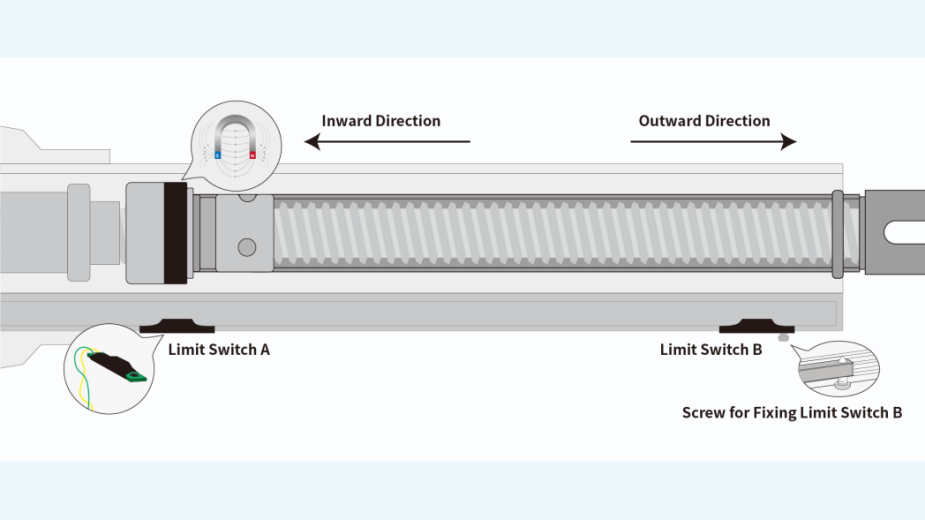 Inward Direction
Outward Direction
Limit Switch A
Limit Switch B
Screw for Fixing Limit Switch B